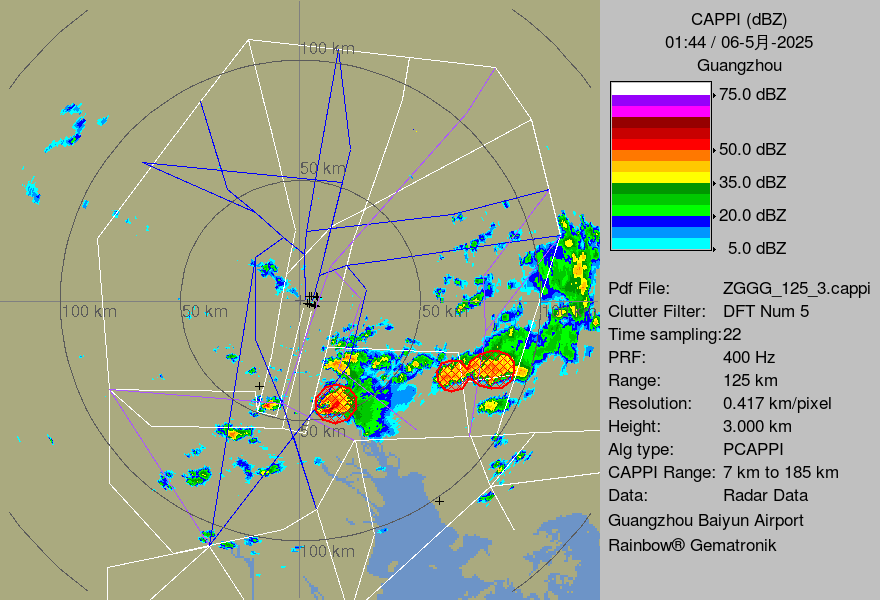 CAPPI (dBZ)
01:44 / 06-5月-2025
Guangzhou
75.0 dBZ
50.0 dBZ
35.0 dBZ
20.0 dBZ
5.0 dBZ
Pdf File: ZGGG_125_3.cappi
Clutter Filter: DFT Num 5
Time sampling:22
PRF: 400 Hz
Range: 125 km
Resolution: 0.417 km/pixel
Height: 3.000 km
Alg type: PCAPPI
CAPPI Range: 7 km to 185 km
Data: Radar Data
Guangzhou Baiyun Airport
Rainbow® Gematronik
100 km
50 km
100 km
50 km
50 km
50 km
100 km